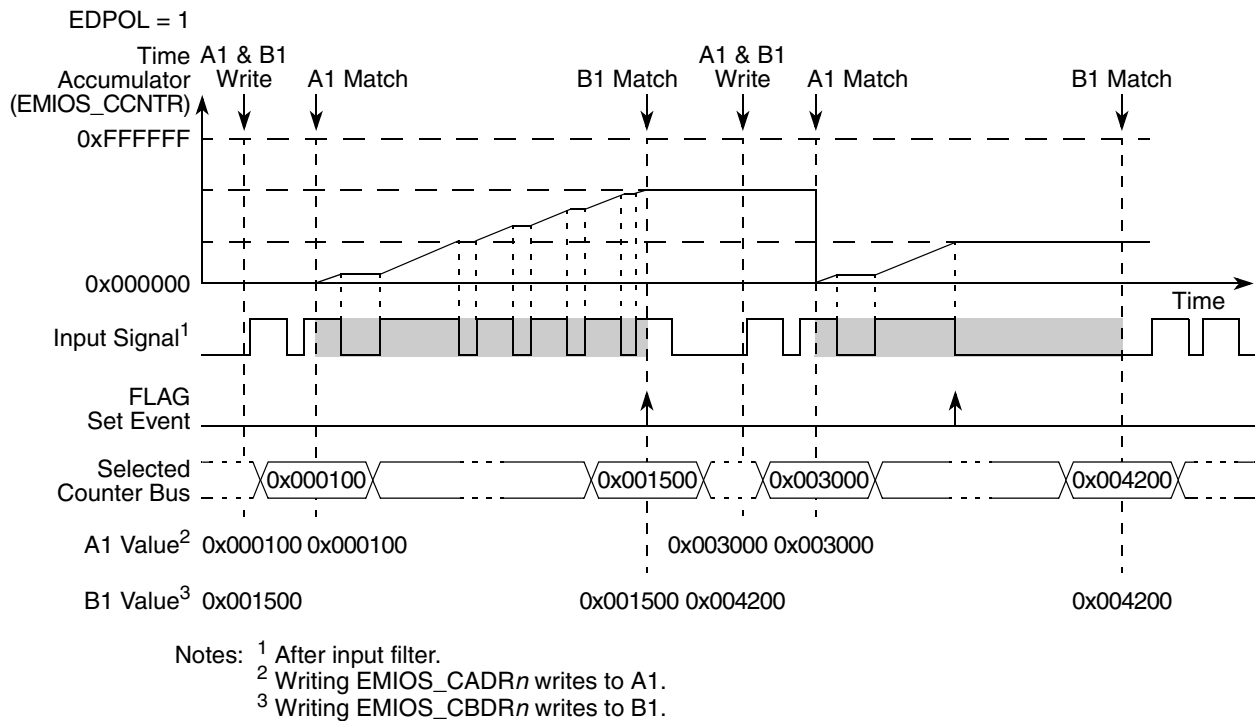 EDPOL = 1
Time Accumulator (EMIOS_CCNTR)
A1 & B1 Write
A1 Match
B1 Match
A1 & B1 Write
A1 Match
B1 Match
0xFFFFFF
0x000000
Time
Input Signal1
FLAG
Set Event
Selected
Counter Bus
0x000100
0x001500
0x003000
0x004200
A1 Value2 0x000100 0x000100 0x003000 0x003000
B1 Value3 0x001500 0x001500 0x004200 0x004200
Notes: 1 After input filter.
2 Writing EMIOS_CADRn writes to A1.
3 Writing EMIOS_CBDRn writes to B1.